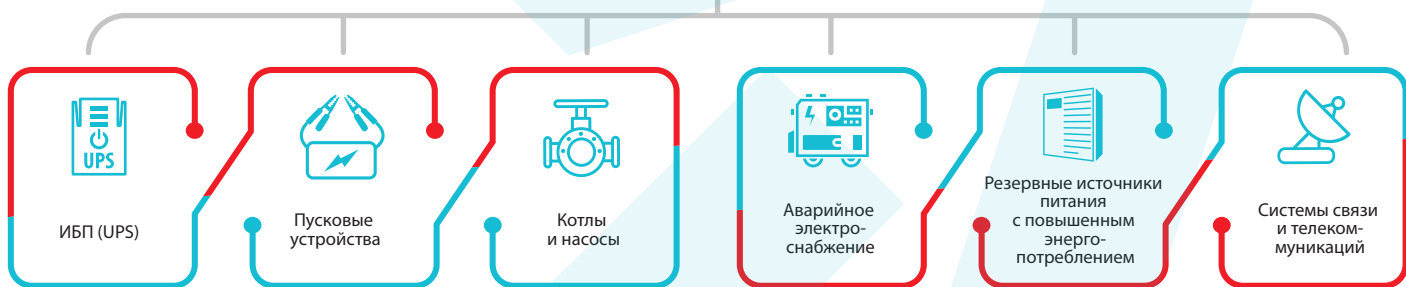 UPS
ИБП (UPS)
Пусковые
устройства
Котлы
и насосы
Аварийное
электро-
снабжение
Резервные источники
питания
с повышенным
энерго-
потреблением
Системы связи
и телеком-
муникаций